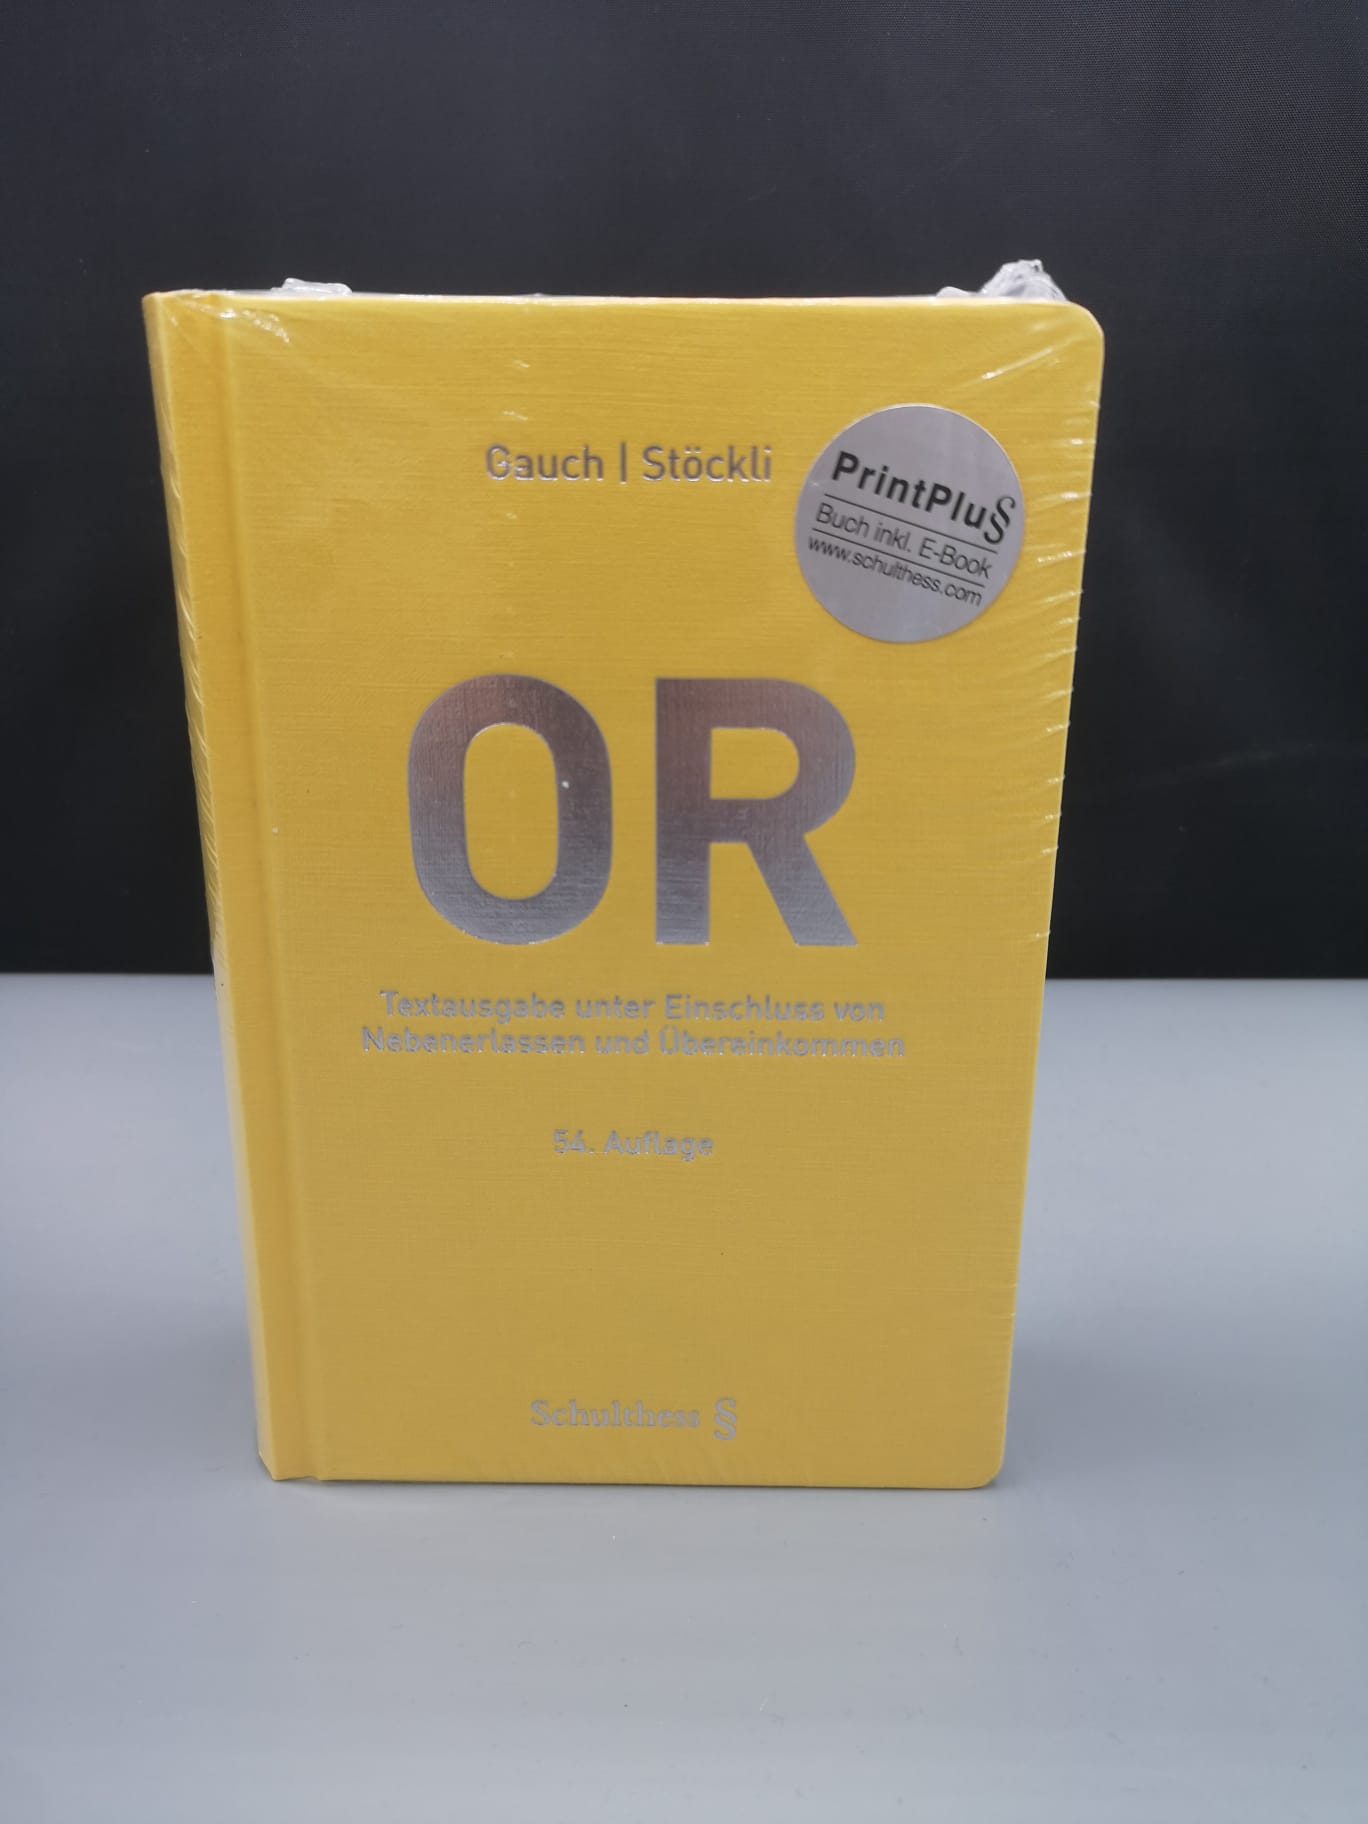 Gauch | Stöckli
PrintPlu§
Buch inkl. E-Book
www.schulthess.com
OR
Textausgabe unter Einschluss von
Nebenerlassen und Übereinkommen
54. Auflage
Schulthess §